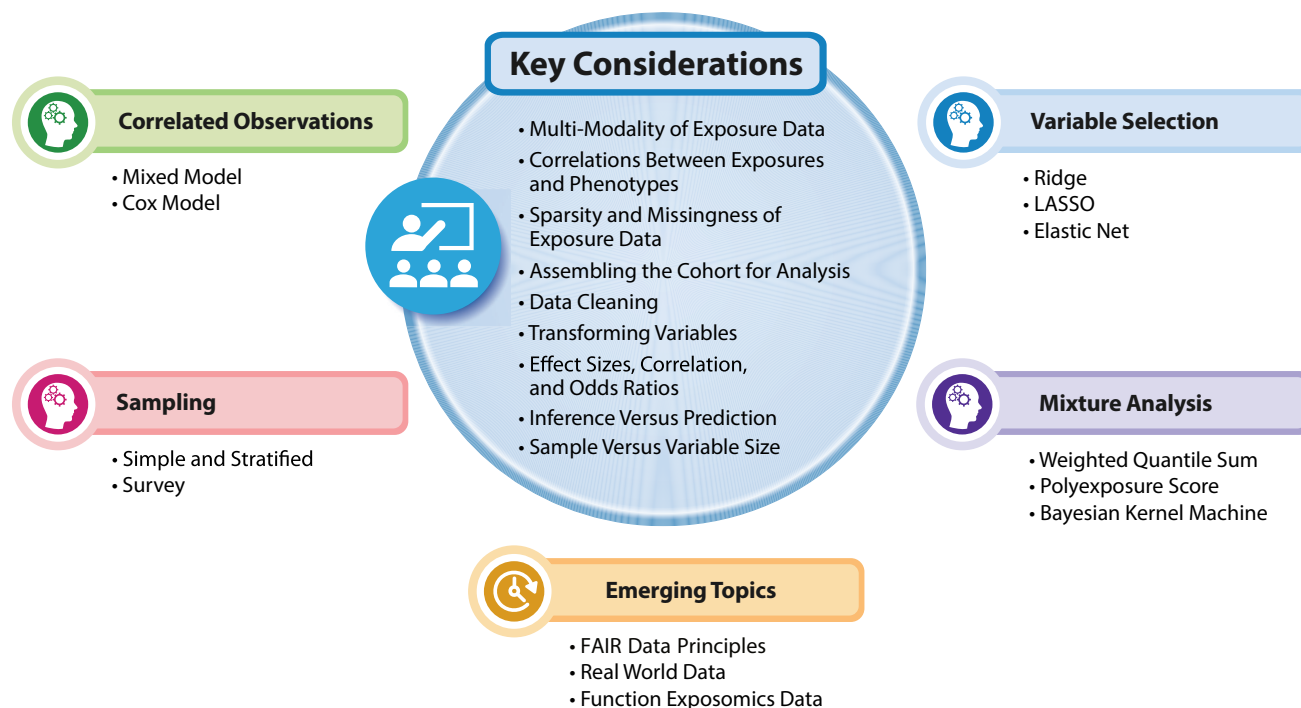 Key Considerations
• Multi-Modality of Exposure Data
• Correlations Between Exposures
and Phenotypes
• Sparsity and Missingness of
Exposure Data
• Assembling the Cohort for Analysis
• Data Cleaning
• Transforming Variables
• Effect Sizes, Correlation,
and Odds Ratios
• Inference Versus Prediction
• Sample Versus Variable Size
Correlated Observations
• Mixed Model
• Cox Model
Sampling
• Simple and Stratified
• Survey
Variable Selection
• Ridge
• LASSO
• Elastic Net
Mixture Analysis
• Weighted Quantile Sum
• Polyexposure Score
• Bayesian Kernel Machine
Emerging Topics
• FAIR Data Principles
• Real World Data
• Function Exposomics Data